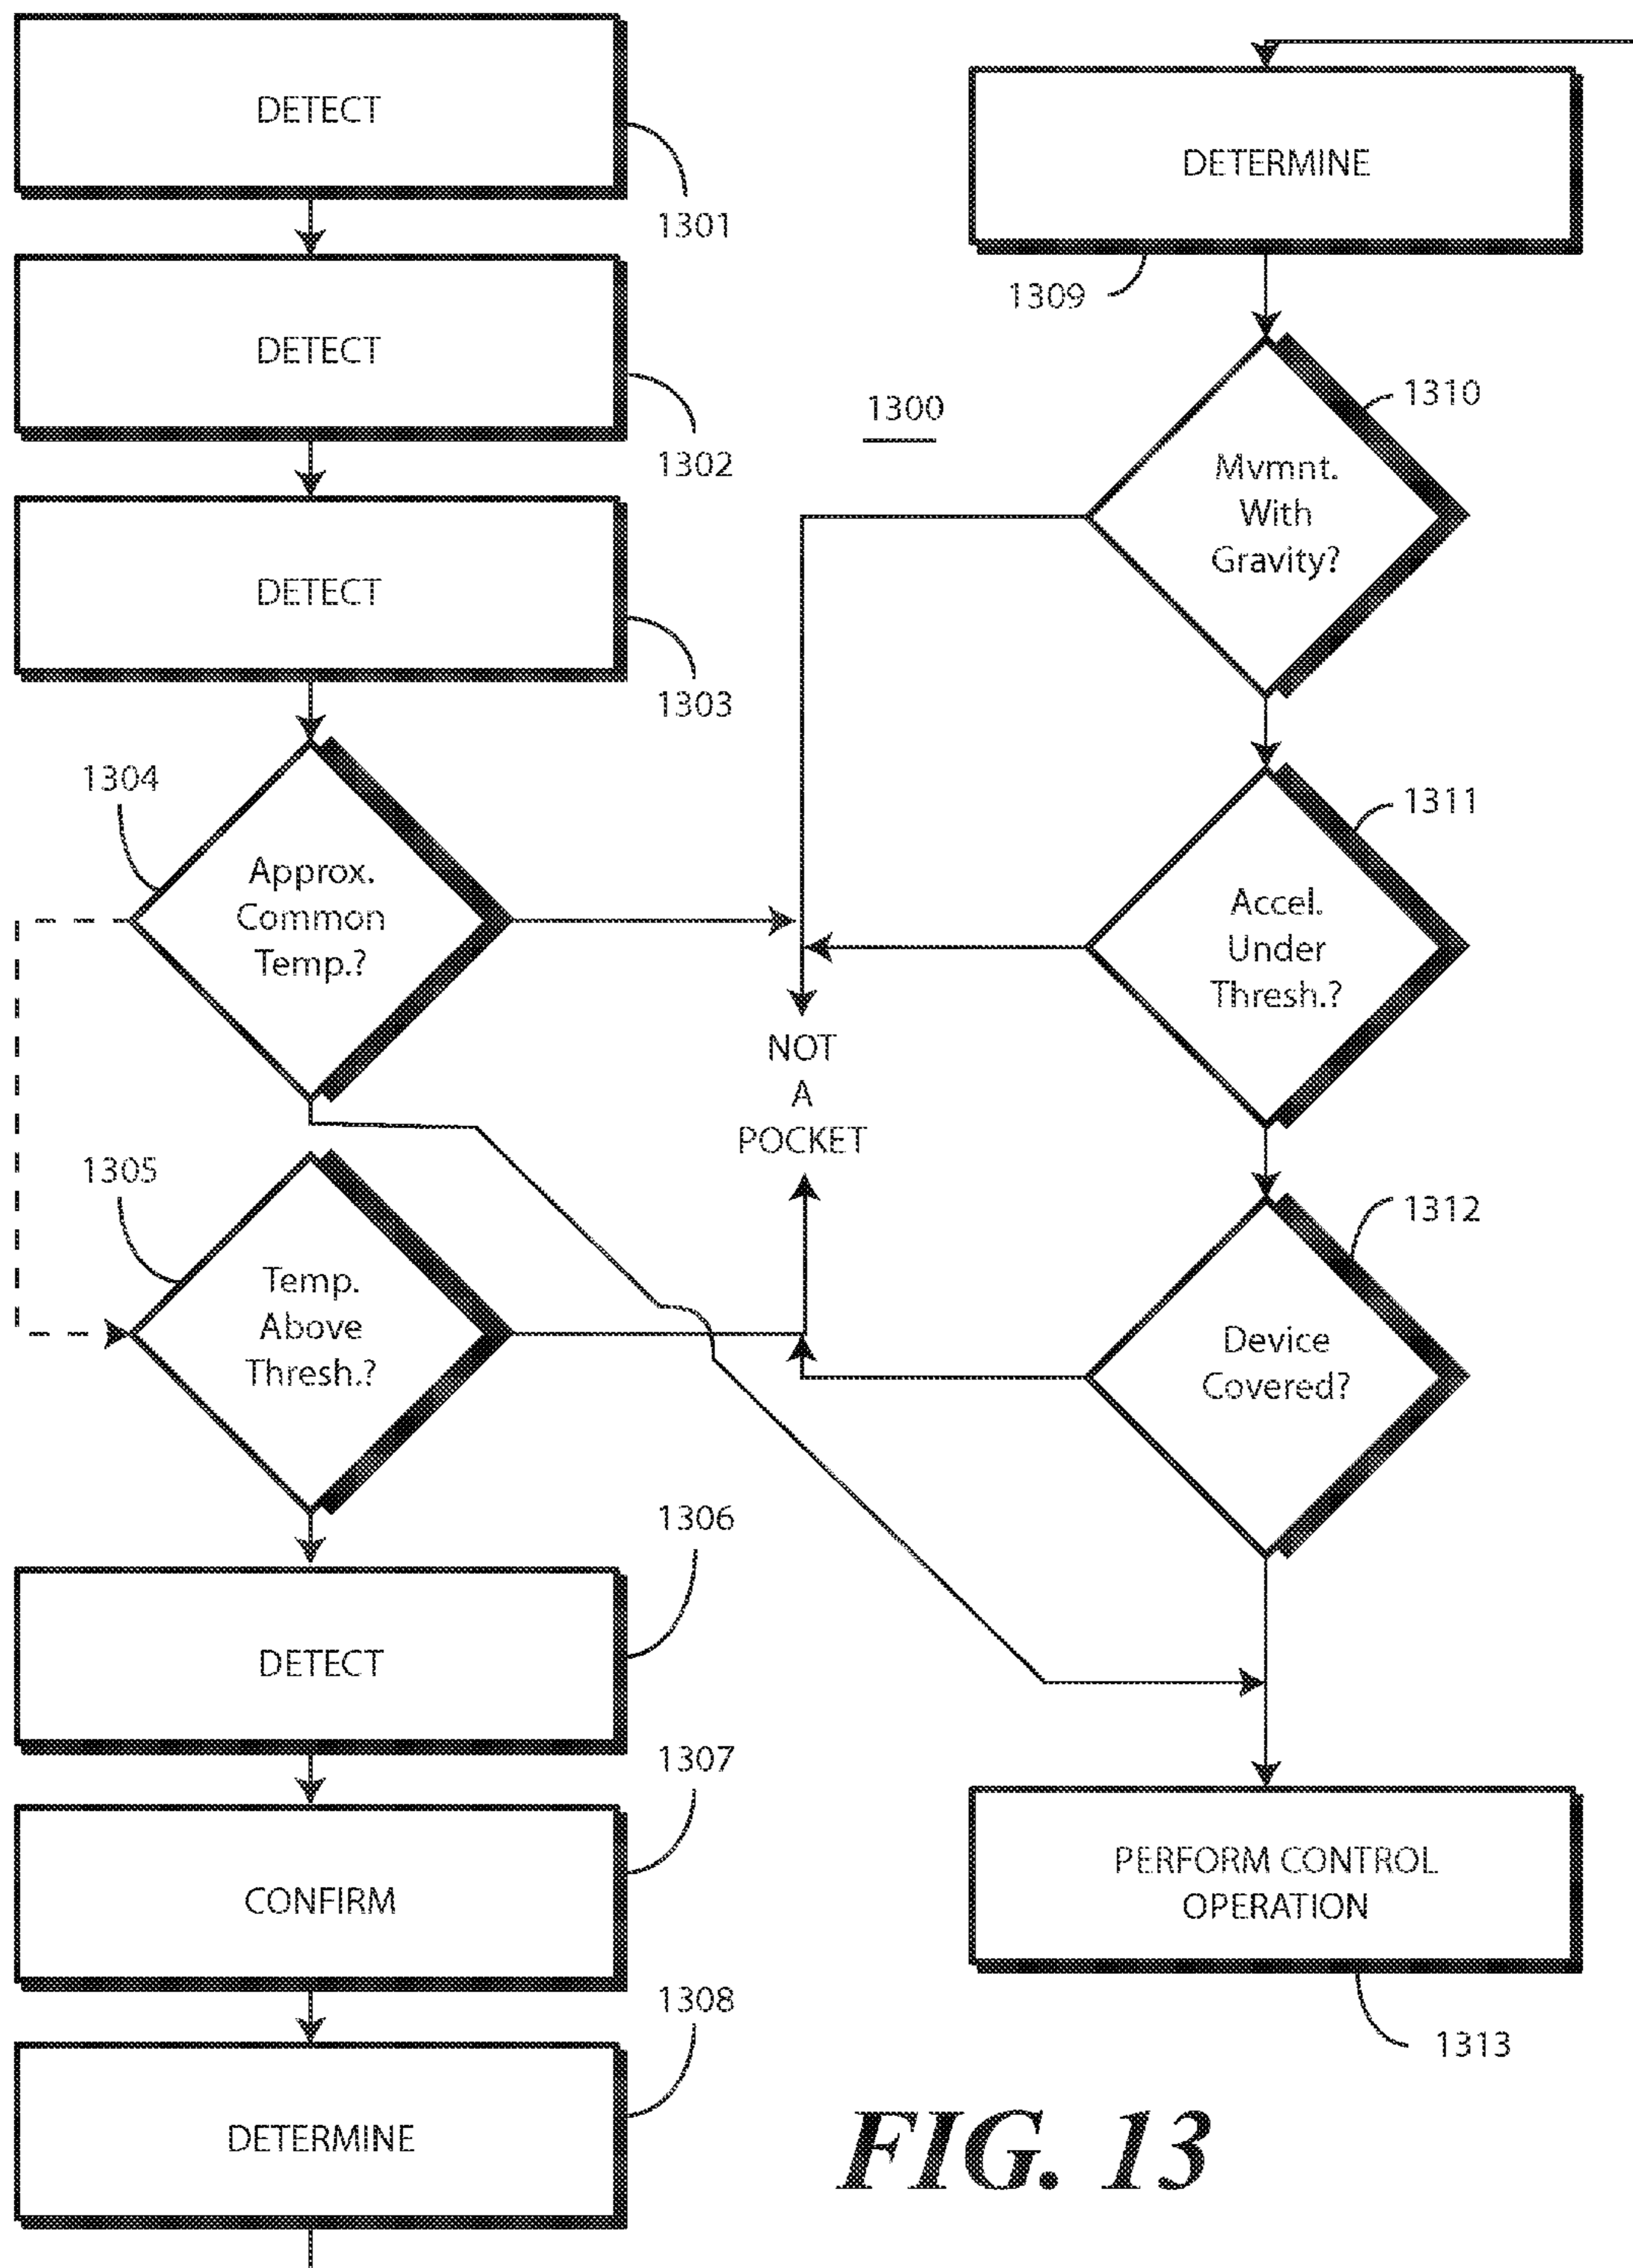 DETECT
1301
DETECT
1302
DETECT
1303
1304
Approx.
Common
Temp.?
1305
Temp.
Above
Thresh.?
1306
DETECT
1307
CONFIRM
1308
DETERMINE
1300
NOT
A
POCKET
DETERMINE
1309
1310
Mvmnt.
With
Gravity?
1311
Accel.
Under
Thresh.?
1312
Device
Covered?
PERFORM CONTROL
OPERATION
1313
FIG. 13